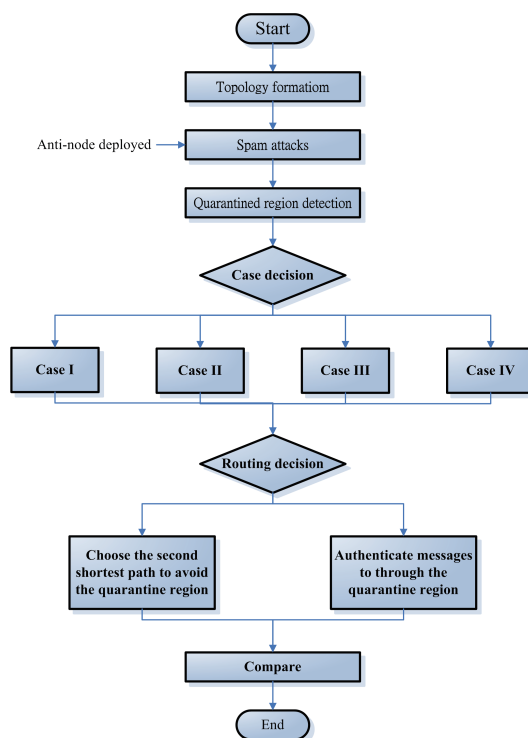 Start
Topology formatiom
Anti-node deployed
Spam attacks
Quarantined region detection
Case decision
Case I
Case II
Case III
Case IV
Routing decision
Choose the second
shortest path to avoid
the quarantine region
Authenticate messages
to through the
quarantine region
Compare
End